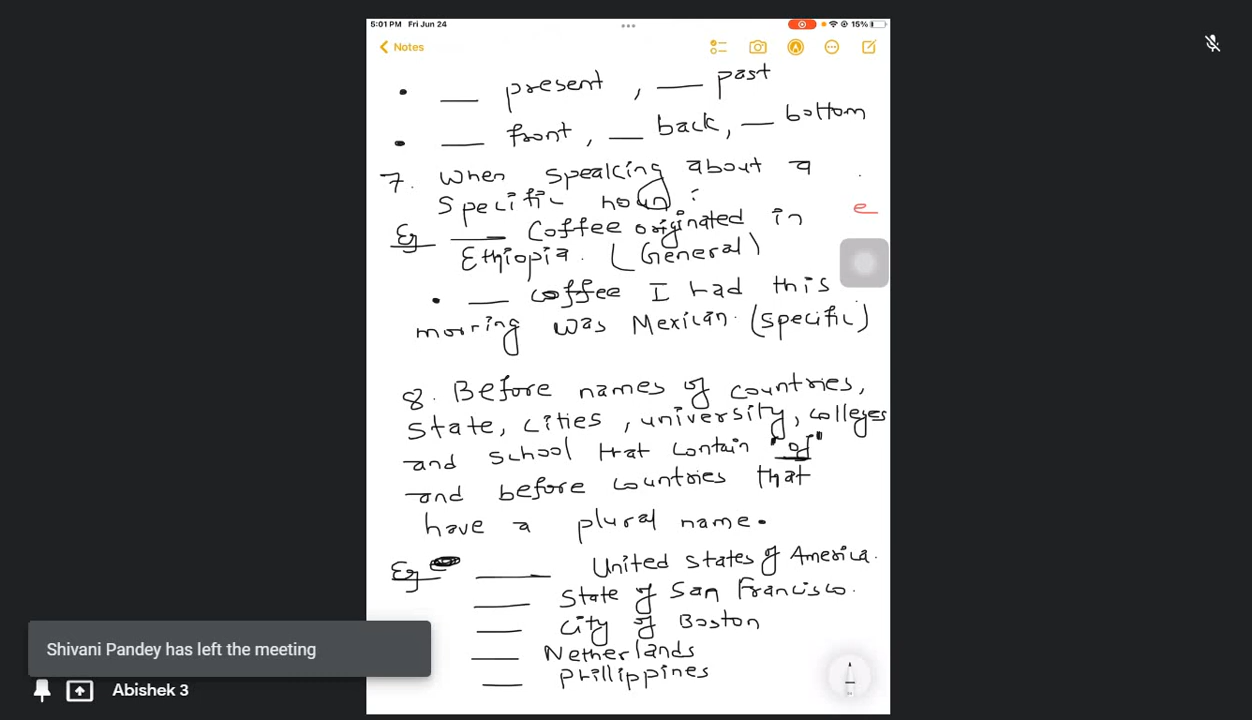 5:01 PM Fri Jun 24
15%
Notes
• ___ present, ___ past
• ___ front, ___ back, ___ bottom
7. When speaking about a
specific noun:
Eg ___ Coffee originated in
Ethiopia. (General)
e
• ___ coffee I had this
morning was Mexican. (specific)
8. Before names of countries,
state, cities, university, colleges
and school that contain "of"
and before countries that
have a plural name.
Eg ___ United states of America.
___ State of San Francisco.
___ City of Boston
___ Netherlands
___ Phillippines
Shivani Pandey has left the meeting
Abishek 3